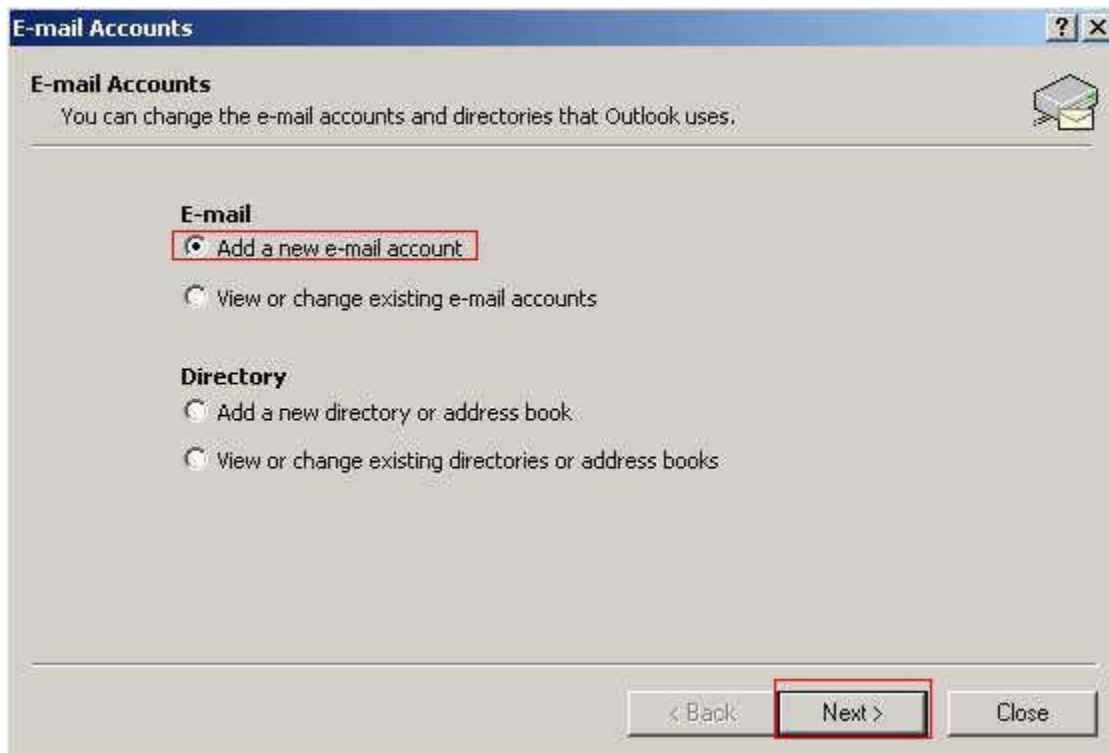 E-mail Accounts
E-mail Accounts
You can change the e-mail accounts and directories that Outlook uses.
E-mail
Add a new e-mail account
View or change existing e-mail accounts
Directory
Add a new directory or address book
View or change existing directories or address books
< Back
Next >
Close